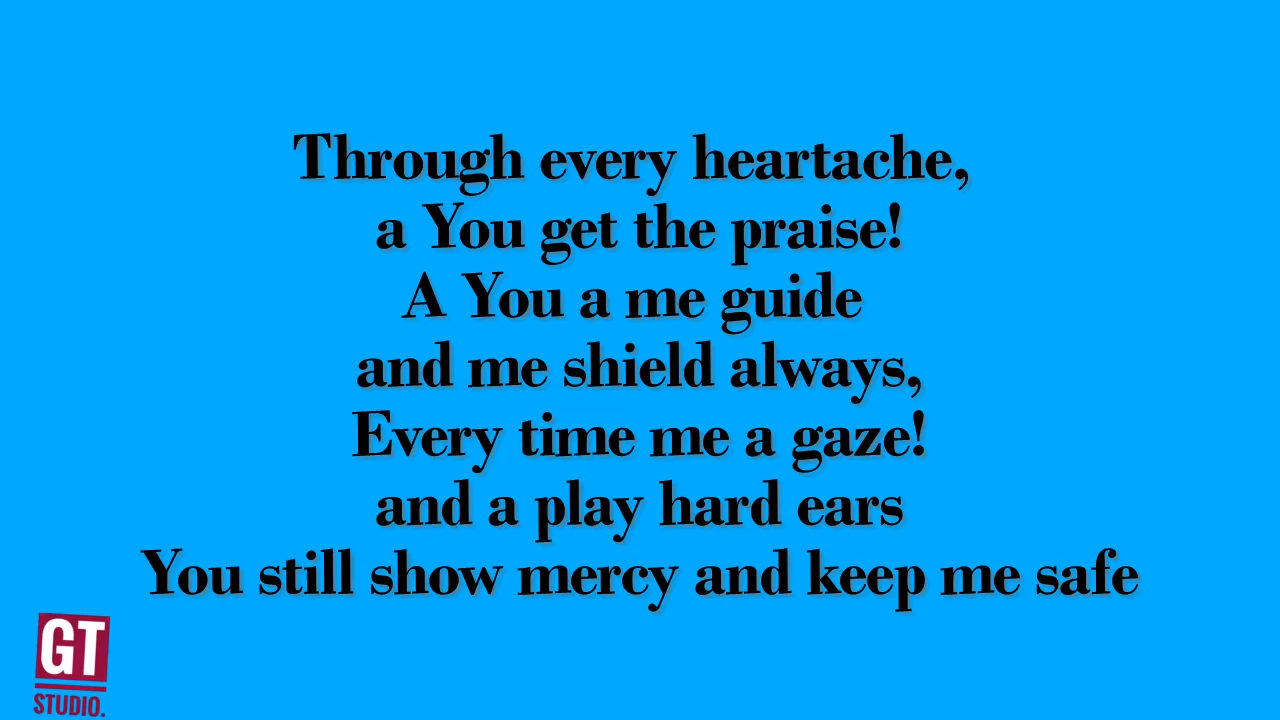 Through every heartache,
a You get the praise!
A You a me guide
and me shield always,
Every time me a gaze!
and a play hard ears
You still show mercy and keep me safe
GT
STUDIO.